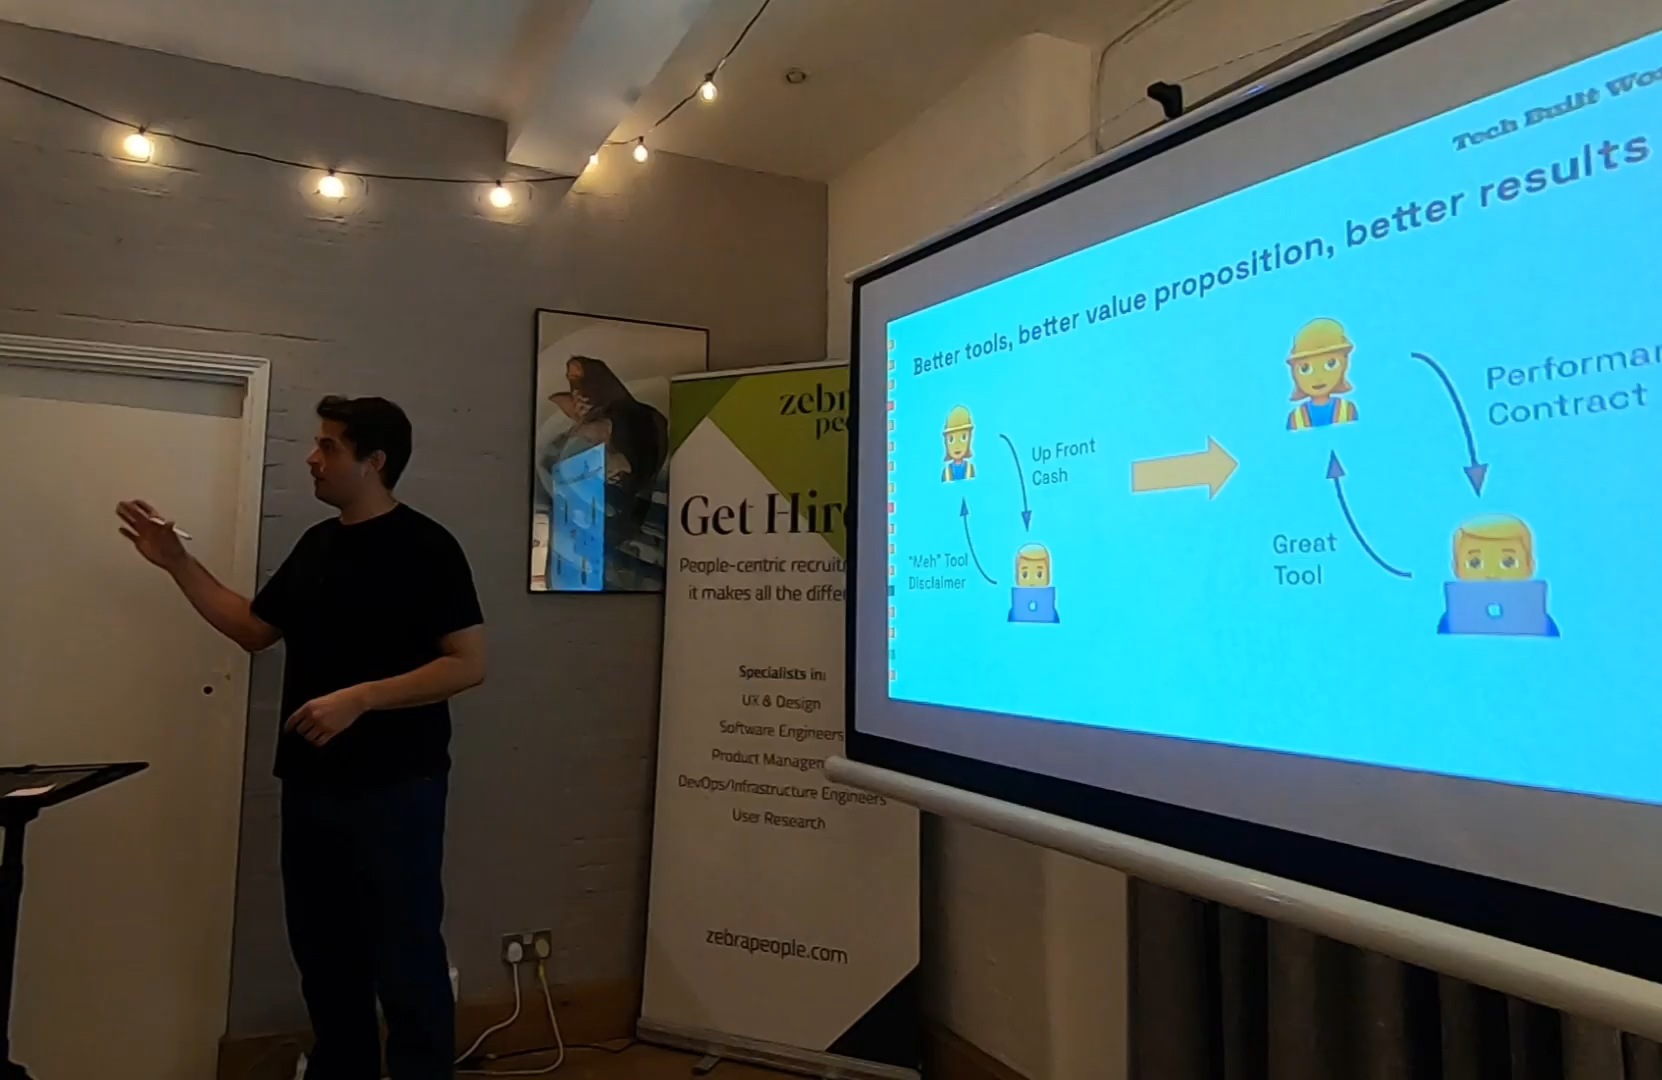 Tech Built
Better tools, better value proposition, better results
Up Front
Cash
"Meh" Tool
Disclaimer
Contract
Great
Tool
Get
People-centric
it makes all the
Specialists in:
UX & Design
Software Engineers
Product
DevOps/Infrastructure Engineers
User Research
zebrapeople.com